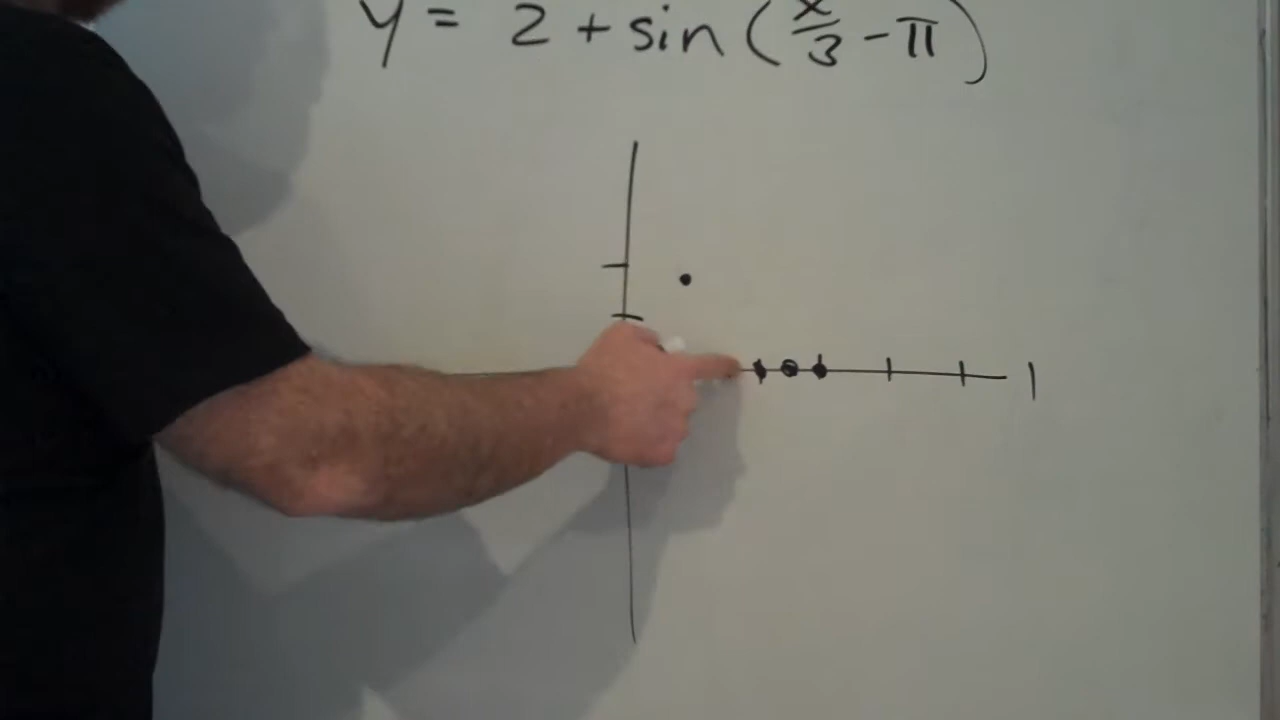 y = 2 + sin (x/3 - π)